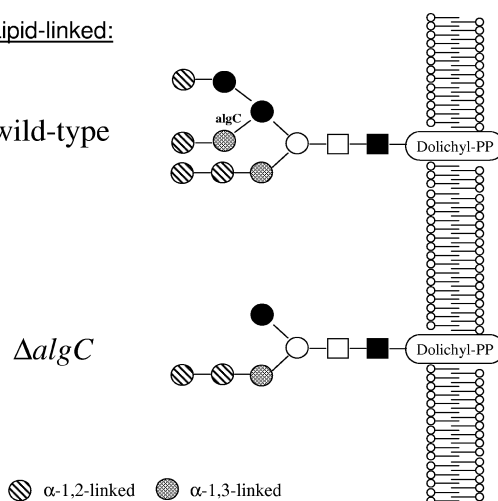 ipid-linked:
algC
wild-type
Dolichyl-PP
ΔalgC
Dolichyl-PP
α-1,2-linked α-1,3-linked